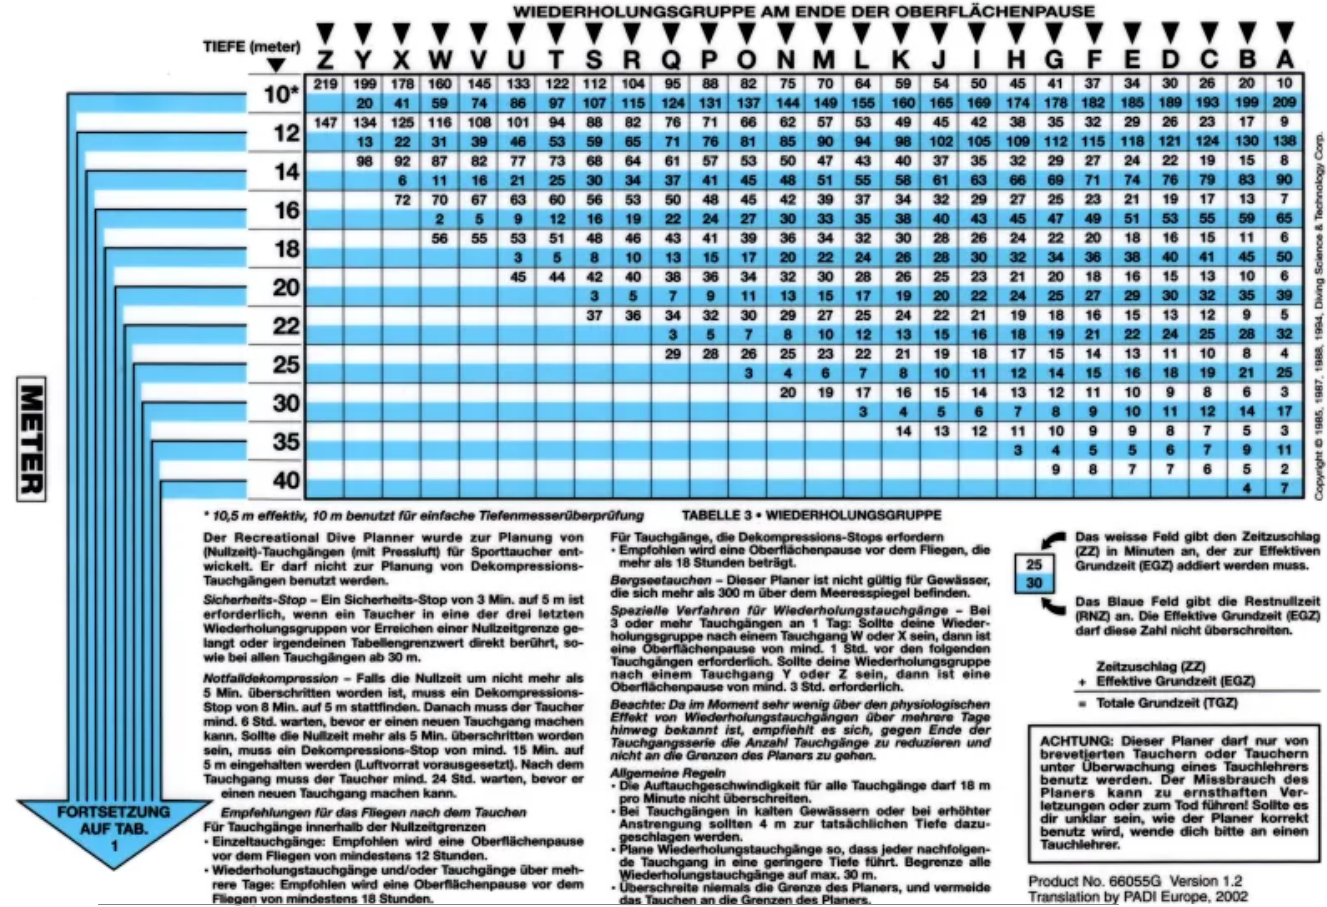 WIEDERHOLUNGSGRUPPE AM ENDE DER OBERFLÄCHENPAUSE
TIEFE (meter)
Z Y X W V U T S R Q P O N M L K J I H G F E D C B A
10*
219 199 178 160 145 133 122 112 104 95 88 82 75 70 64 59 54 50 45 41 37 34 30 26 20 10
20 41 59 74 86 97 107 115 124 131 137 144 149 155 160 165 169 174 178 182 185 189 193 199 209
12
147 134 125 116 108 101 94 88 82 76 71 66 62 57 53 49 45 42 38 35 32 29 26 23 17 9
13 22 31 39 46 53 59 65 71 76 81 85 90 94 98 102 105 109 112 115 118 121 124 130 138
14
98 92 87 82 77 73 68 64 61 57 53 50 47 43 40 37 35 32 29 27 24 22 19 15 8
6 11 16 21 25 30 34 37 41 45 48 51 55 58 61 63 66 69 71 74 76 79 83 90
16
72 70 67 63 60 56 53 50 48 45 42 39 37 34 32 29 27 25 23 21 19 17 13 7
2 5 9 12 16 19 22 24 27 30 33 35 38 40 43 45 47 49 51 53 55 59 65
18
56 55 53 51 48 46 43 41 39 36 34 32 30 28 26 24 22 20 18 16 15 11 6
3 5 8 10 13 15 17 20 22 24 26 28 30 32 34 36 38 40 41 45 50
20
45 44 42 40 38 36 34 32 30 28 26 25 23 21 20 18 16 15 13 10 6
3 5 7 9 11 13 15 17 19 20 22 24 25 27 29 30 32 35 39
22
37 36 34 32 30 29 27 25 24 22 21 19 18 16 15 13 12 9 5
3 5 7 8 10 12 13 15 16 18 19 21 22 24 25 28 32
25
29 28 26 25 23 22 21 19 18 17 15 14 13 11 10 8 4
3 4 6 7 8 10 11 12 14 15 16 18 19 21 25
30
20 19 17 16 15 14 13 12 11 10 9 8 6 3
3 4 5 6 7 8 9 10 11 12 14 17
35
14 13 12 11 10 9 9 8 7 5 3
3 4 5 5 6 7 9 11
40
9 8 7 7 6 5 2
4 7
METER
Copyright © 1985, 1987, 1988, 1994, Diving Science & Technology Corp.
* 10,5 m effektiv, 10 m benutzt für einfache Tiefenmesserüberprüfung
TABELLE 3 • WIEDERHOLUNGSGRUPPE
Der Recreational Dive Planner wurde zur Planung von
(Nullzeit)-Tauchgängen (mit Pressluft) für Sporttaucher ent-
wickelt. Er darf nicht zur Planung von Dekompressions-
Tauchgängen benutzt werden.
Sicherheits-Stop – Ein Sicherheits-Stop von 3 Min. auf 5 m ist
erforderlich, wenn ein Taucher in eine der drei letzten
Wiederholungsgruppen vor Erreichen einer Nullzeitgrenze ge-
langt oder irgendeinen Tabellengrenzwert direkt berührt, so-
wie bei allen Tauchgängen ab 30 m.
Notfalldekompression – Falls die Nullzeit um nicht mehr als
5 Min. überschritten worden ist, muss ein Dekompressions-
Stop von 8 Min. auf 5 m stattfinden. Danach muss der Taucher
mind. 6 Std. warten, bevor er einen neuen Tauchgang machen
kann. Sollte die Nullzeit mehr als 5 Min. überschritten worden
sein, muss ein Dekompressions-Stop von mind. 15 Min. auf
5 m eingehalten werden (Luftvorrat vorausgesetzt). Nach dem
Tauchgang muss der Taucher mind. 24 Std. warten, bevor er
einen neuen Tauchgang machen kann.
Empfehlungen für das Fliegen nach dem Tauchen
Für Tauchgänge innerhalb der Nullzeitgrenzen
• Einzeltauchgänge: Empfohlen wird eine Oberflächenpause
vor dem Fliegen von mindestens 12 Stunden.
• Wiederholungstauchgänge und/oder Tauchgänge über meh-
rere Tage: Empfohlen wird eine Oberflächenpause vor dem
Fliegen von mindestens 18 Stunden.
FORTSETZUNG
AUF TAB.
1
Für Tauchgänge, die Dekompressions-Stops erfordern
• Empfohlen wird eine Oberflächenpause vor dem Fliegen, die
mehr als 18 Stunden beträgt.
Bergseetauchen – Dieser Planer ist nicht gültig für Gewässer,
die sich mehr als 300 m über dem Meeresspiegel befinden.
Spezielle Verfahren für Wiederholungstauchgänge – Bei
3 oder mehr Tauchgängen an 1 Tag: Sollte deine Wieder-
holungsgruppe nach einem Tauchgang W oder X sein, dann ist
eine Oberflächenpause von mind. 1 Std. vor den folgenden
Tauchgängen erforderlich. Sollte deine Wiederholungsgruppe
nach einem Tauchgang Y oder Z sein, dann ist eine
Oberflächenpause von mind. 3 Std. erforderlich.
Beachte: Da im Moment sehr wenig über den physiologischen
Effekt von Wiederholungstauchgängen über mehrere Tage
hinweg bekannt ist, empfiehlt es sich, gegen Ende der
Tauchgangsserie die Anzahl Tauchgänge zu reduzieren und
nicht an die Grenzen des Planers zu gehen.
Allgemeine Regeln
• Die Auftauchgeschwindigkeit für alle Tauchgänge darf 18 m
pro Minute nicht überschreiten.
• Bei Tauchgängen in kalten Gewässern oder bei erhöhter
Anstrengung sollten 4 m zur tatsächlichen Tiefe dazu-
geschlagen werden.
• Plane Wiederholungstauchgänge so, dass jeder nachfolgen-
de Tauchgang in eine geringere Tiefe führt. Begrenze alle
Wiederholungstauchgänge auf max. 30 m.
• Überschreite niemals die Grenze des Planers, und vermeide
das Tauchen an die Grenzen des Planers.
25
30
Das weisse Feld gibt den Zeitzuschlag
(ZZ) in Minuten an, der zur Effektiven
Grundzeit (EGZ) addiert werden muss.
Das Blaue Feld gibt die Restnullzeit
(RNZ) an. Die Effektive Grundzeit (EGZ)
darf diese Zahl nicht überschreiten.
Zeitzuschlag (ZZ)
+ Effektive Grundzeit (EGZ)
= Totale Grundzeit (TGZ)
ACHTUNG: Dieser Planer darf nur von
brevetierten Tauchern oder Tauchern
unter Überwachung eines Tauchlehrers
benutz werden. Der Missbrauch des
Planers kann zu ernsthaften Ver-
letzungen oder zum Tod führen! Sollte es
dir unklar sein, wie der Planer korrekt
benutz wird, wende dich bitte an einen
Tauchlehrer.
Product No. 66055G Version 1.2
Translation by PADI Europe, 2002